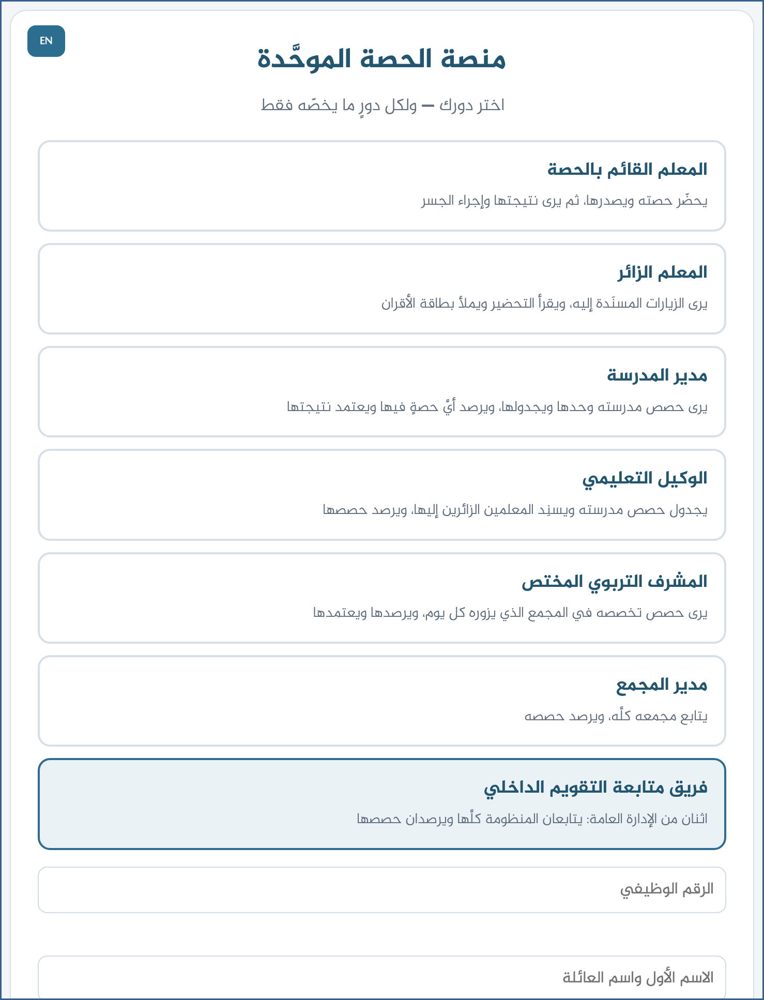 EN
منصة الحصة الموحَّدة
اختر دورك — ولكل دورٍ ما يخصّه فقط
المعلم القائم بالحصة
يحضّر حصته ويصدرها، ثم يرى نتيجتها وإجراء الجسر
المعلم الزائر
يرى الزيارات المسنَدة إليه، ويقرأ التحضير ويملأ بطاقة الأقران
مدير المدرسة
يرى حصص مدرسته وحدها ويجدولها، ويرصد أيَّ حصةٍ فيها ويعتمد نتيجتها
الوكيل التعليمي
يجدول حصص مدرسته ويسنِد المعلمين الزائرين إليها، ويرصد حصصها
المشرف التربوي المختص
يرى حصص تخصصه في المجمع الذي يزوره كل يوم، ويرصدها ويعتمدها
مدير المجمع
يتابع مجمعه كلَّه، ويرصد حصصه
فريق متابعة التقويم الداخلي
اثنان من الإدارة العامة: يتابعان المنظومة كلَّها ويرصدان حصصها
الرقم الوظيفي
الاسم الأول واسم العائلة